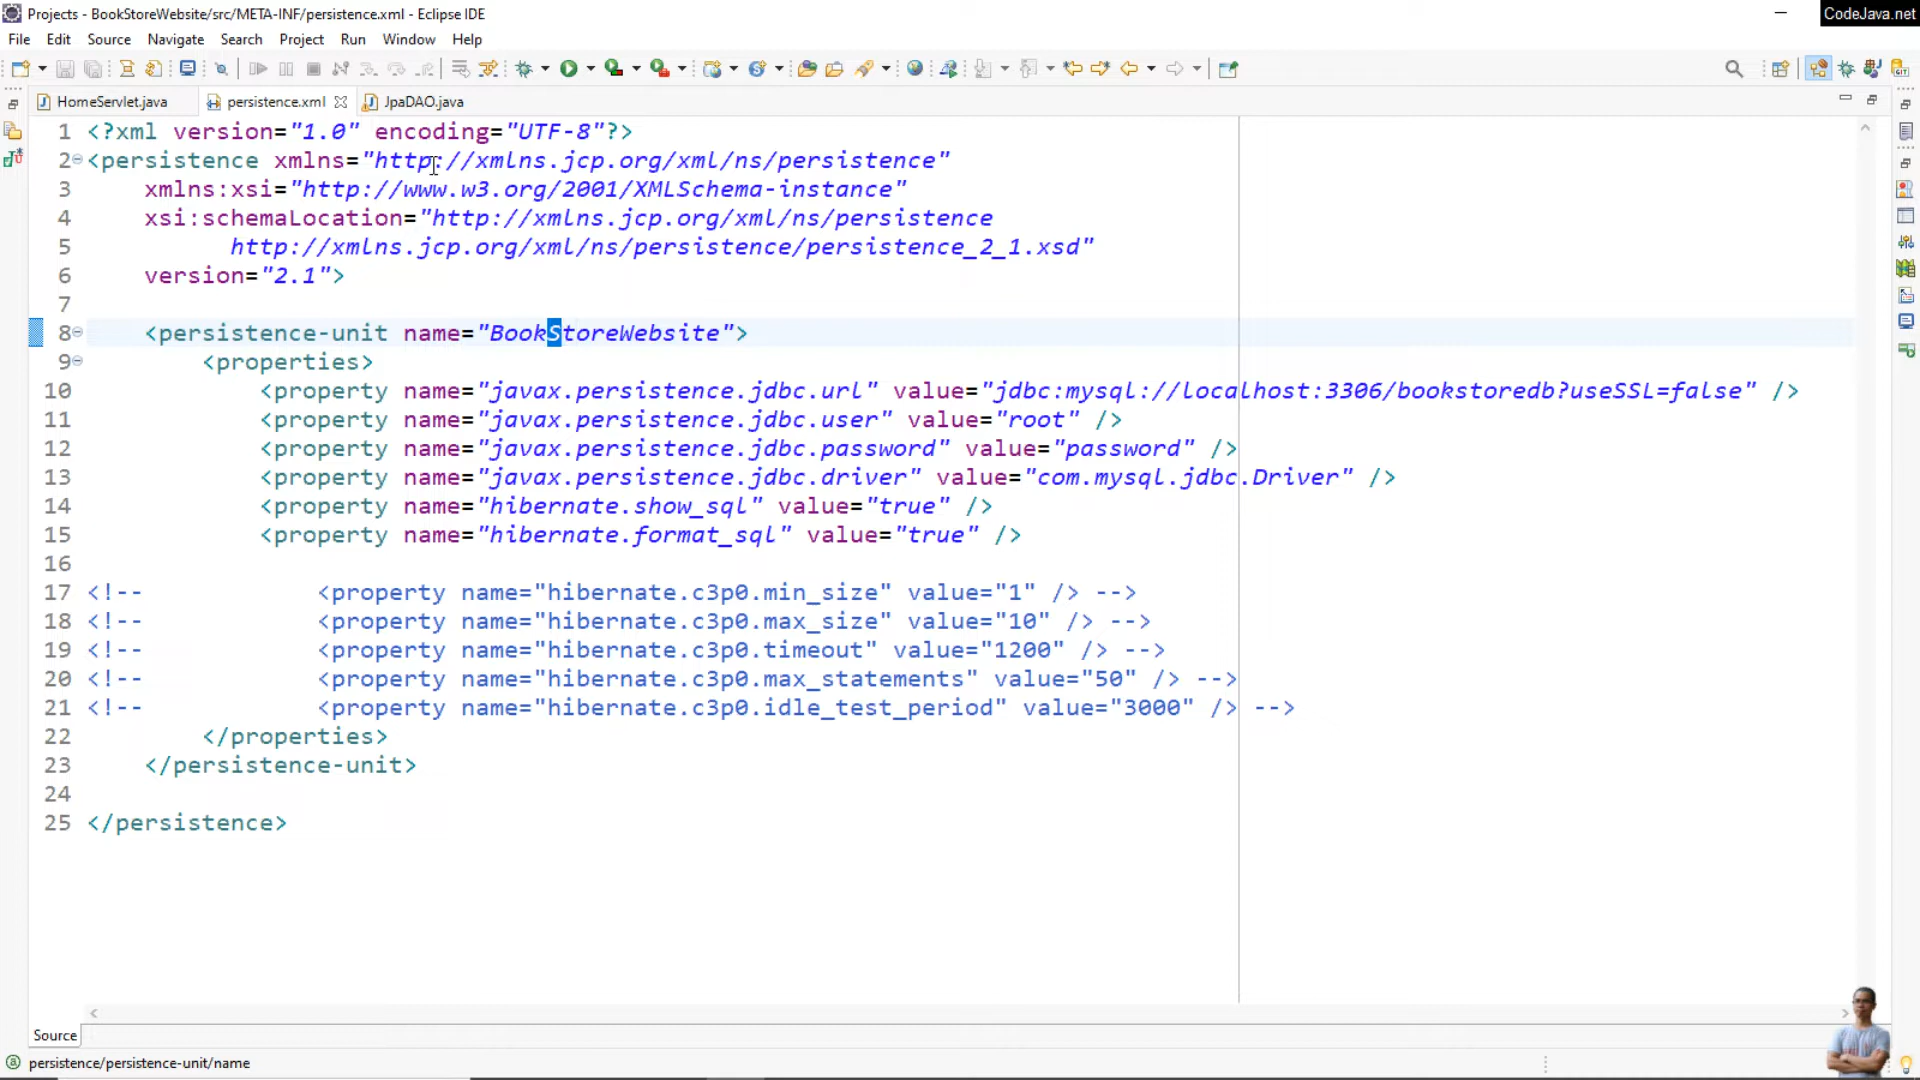 Projects - BookStoreWebsite/src/META-INF/persistence.xml - Eclipse IDE
CodeJava.net
File Edit Source Navigate Search Project Run Window Help
HomeServlet.java persistence.xml JpaDAO.java
1 <?xml version="1.0" encoding="UTF-8"?>
2 <persistence xmlns="http://xmlns.jcp.org/xml/ns/persistence"
3 xmlns:xsi="http://www.w3.org/2001/XMLSchema-instance"
4 xsi:schemaLocation="http://xmlns.jcp.org/xml/ns/persistence
5 http://xmlns.jcp.org/xml/ns/persistence/persistence_2_1.xsd"
6 version="2.1">
7
8 <persistence-unit name="BookStoreWebsite">
9 <properties>
10 <property name="javax.persistence.jdbc.url" value="jdbc:mysql://localhost:3306/bookstoredb?useSSL=false" />
11 <property name="javax.persistence.jdbc.user" value="root" />
12 <property name="javax.persistence.jdbc.password" value="password" />
13 <property name="javax.persistence.jdbc.driver" value="com.mysql.jdbc.Driver" />
14 <property name="hibernate.show_sql" value="true" />
15 <property name="hibernate.format_sql" value="true" />
16
17 <!-- <property name="hibernate.c3p0.min_size" value="1" /> -->
18 <!-- <property name="hibernate.c3p0.max_size" value="10" /> -->
19 <!-- <property name="hibernate.c3p0.timeout" value="1200" /> -->
20 <!-- <property name="hibernate.c3p0.max_statements" value="50" /> -->
21 <!-- <property name="hibernate.c3p0.idle_test_period" value="3000" /> -->
22 </properties>
23 </persistence-unit>
24
25 </persistence>
Source
persistence/persistence-unit/name